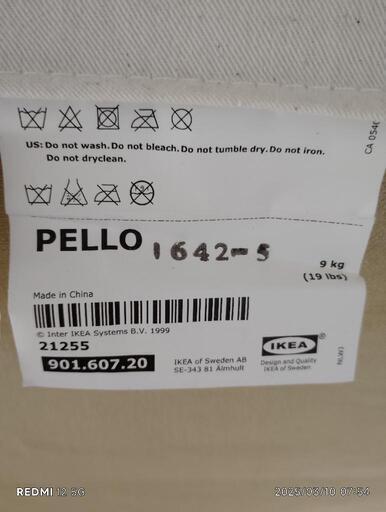 US: Do not wash. Do not bleach. Do not tumble dry. Do not iron.
Do not dryclean.
CA 0540
PELLO 1642-5
9 kg
(19 lbs)
Made in China
© Inter IKEA Systems B.V. 1999
21255
901.607.20
IKEA of Sweden AB
SE-343 81 Älmhult
IKEA®
Design and Quality
IKEA of Sweden
REDMI 12 5G
2025/03/10 07:54